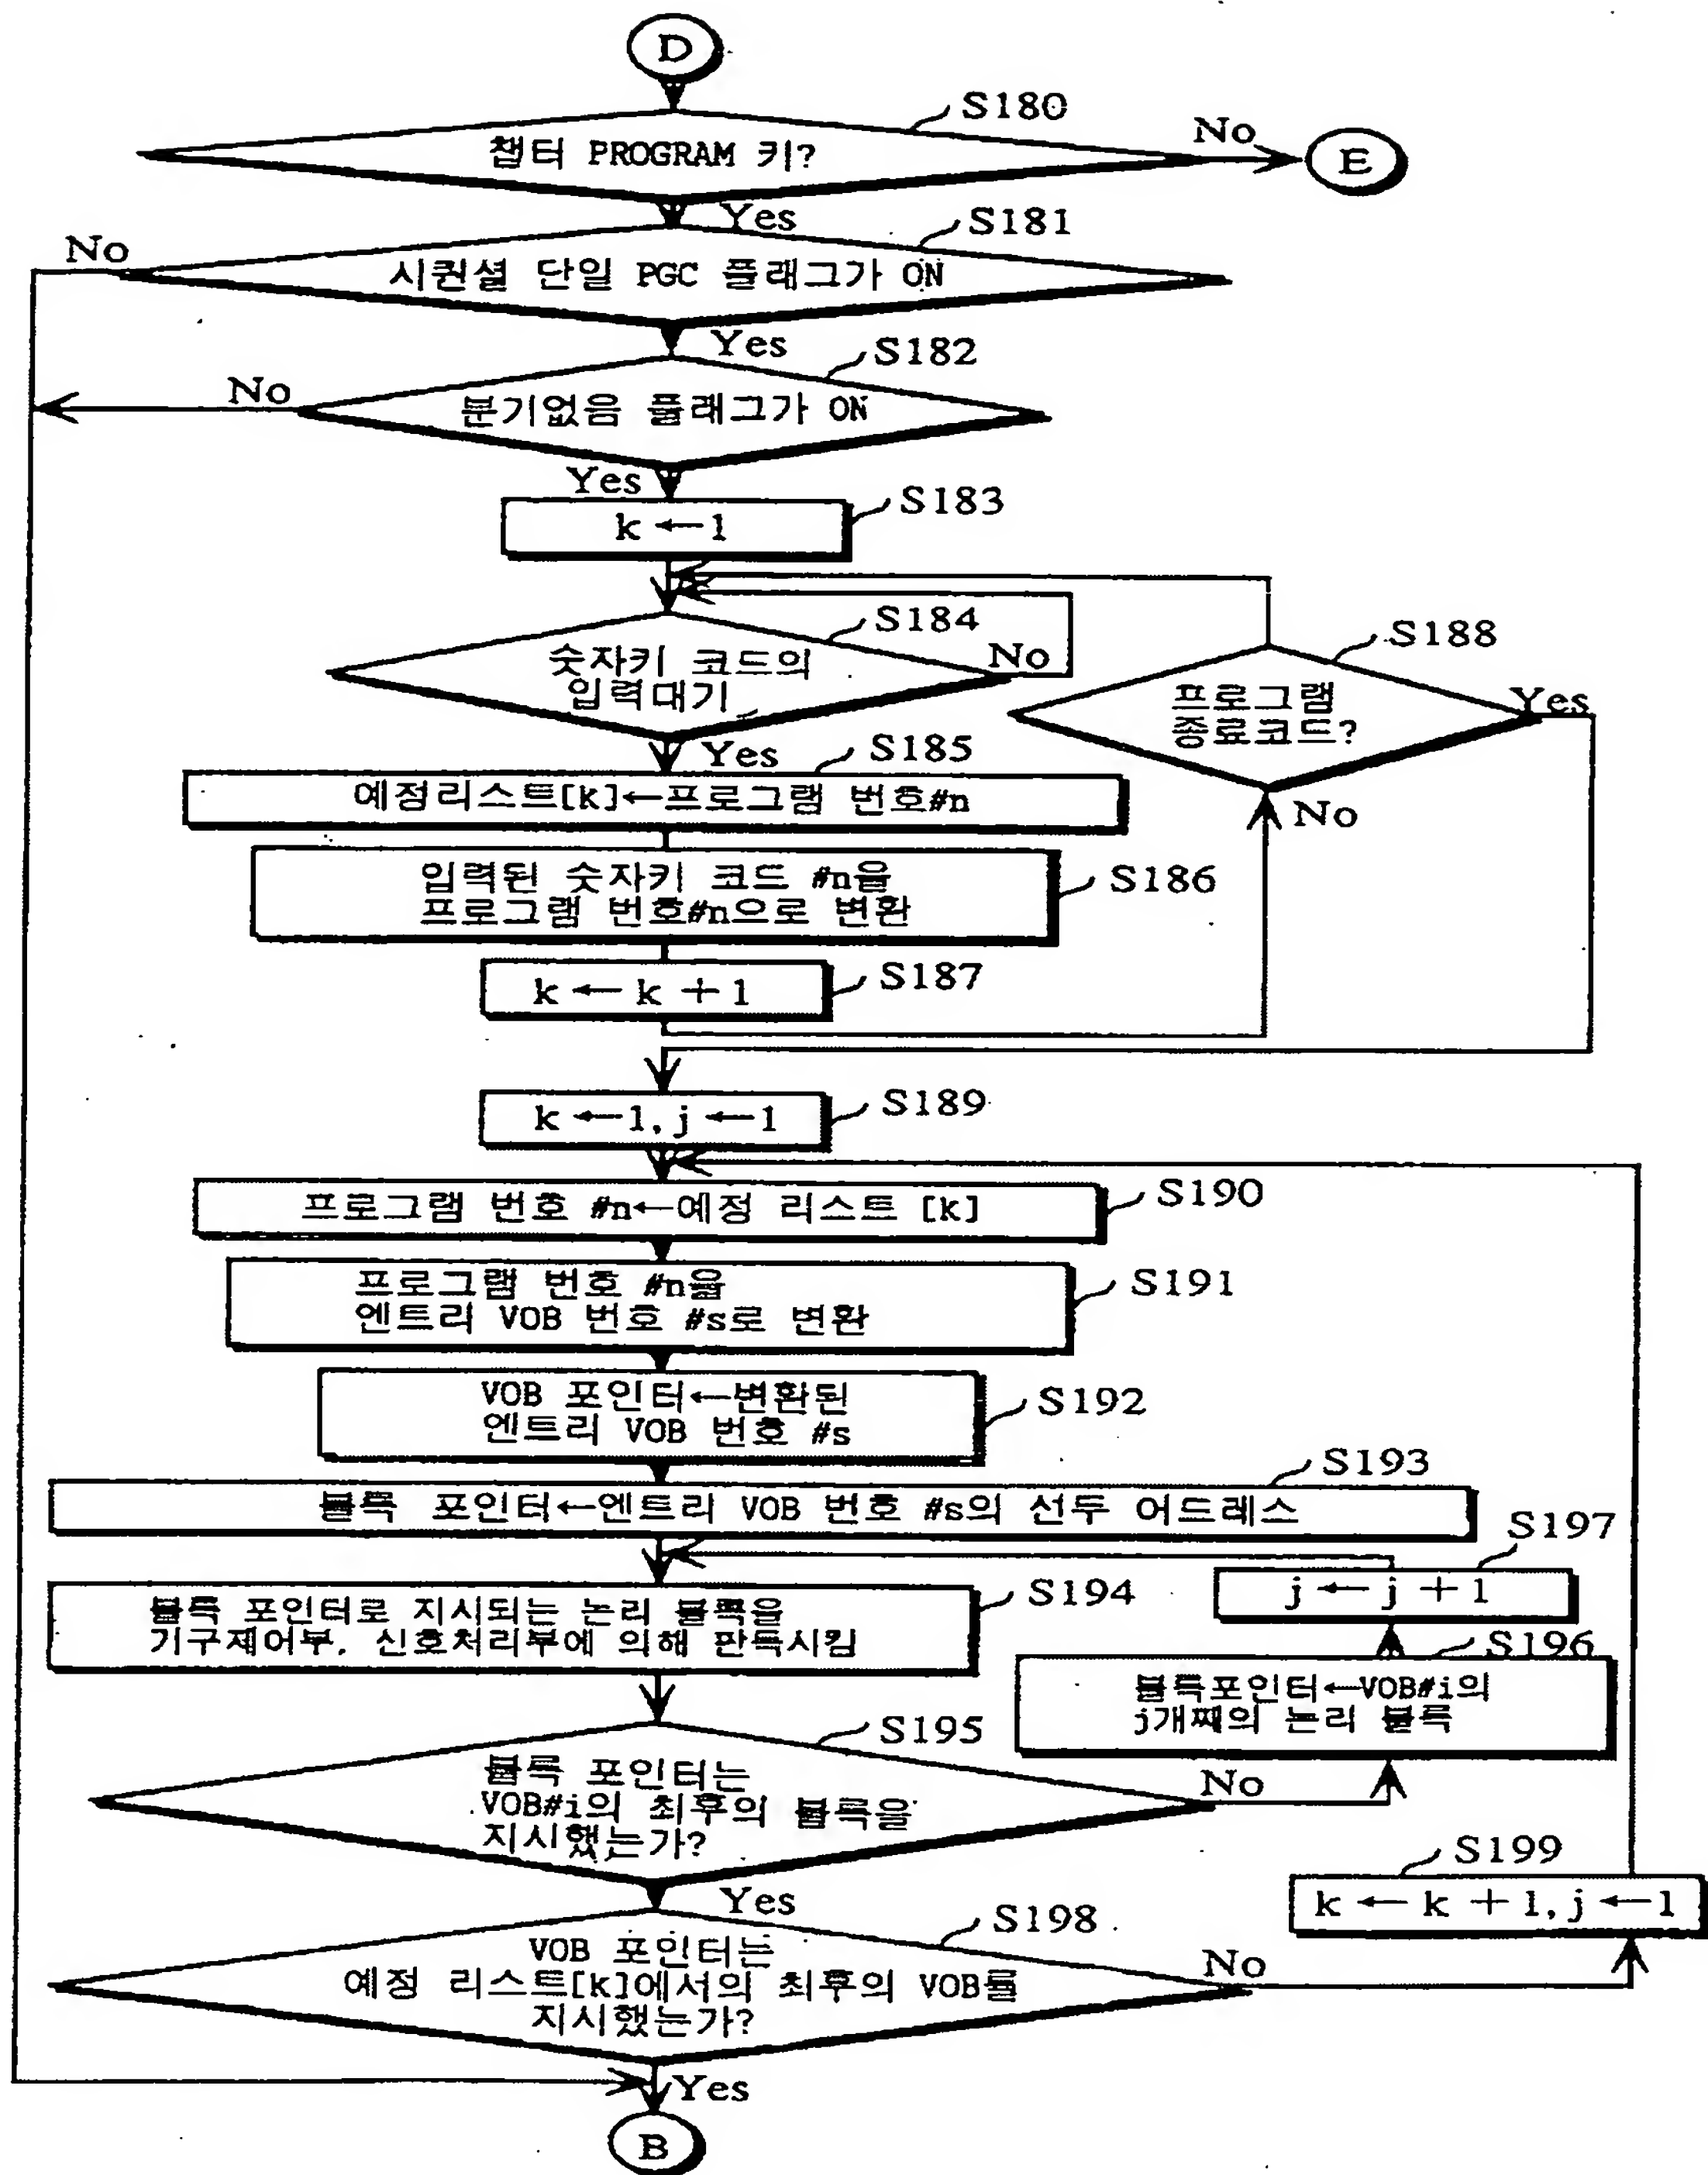 D
S180
챕터 PROGRAM 키?
No
E
Yes
S181
No
시퀀셜 단일 PGC 플래그가 ON
Yes
S182
No
분기없음 플래그가 ON
Yes
S183
k←1
S184
숫자키 코드의
입력대기
No
S188
프로그램
종료코드?
Yes
No
Yes
S185
예정리스트[k]←프로그램 번호#n
입력된 숫자키 코드 #n을
프로그램 번호#n으로 변환
S186
k←k+1
S187
k←1, j←1
S189
프로그램 번호 #n←예정 리스트 [k]
S190
프로그램 번호 #n을
엔트리 VOB 번호 #s로 변환
S191
VOB 포인터←변환된
엔트리 VOB 번호 #s
S192
S193
블록 포인터←엔트리 VOB 번호 #s의 선두 어드레스
S197
j←j+1
블록 포인터로 지시되는 논리 블록을
기구제어부, 신호처리부에 의해 판독시킴
S194
S196
블록포인터←VOB#i의
j개째의 논리 블록
S195
블록 포인터는
VOB#i의 최후의 블록을
지시했는가?
No
Yes
S199
k←k+1, j←1
S198
VOB 포인터는
예정 리스트[k]에서의 최후의 VOB를
지시했는가?
No
Yes
B